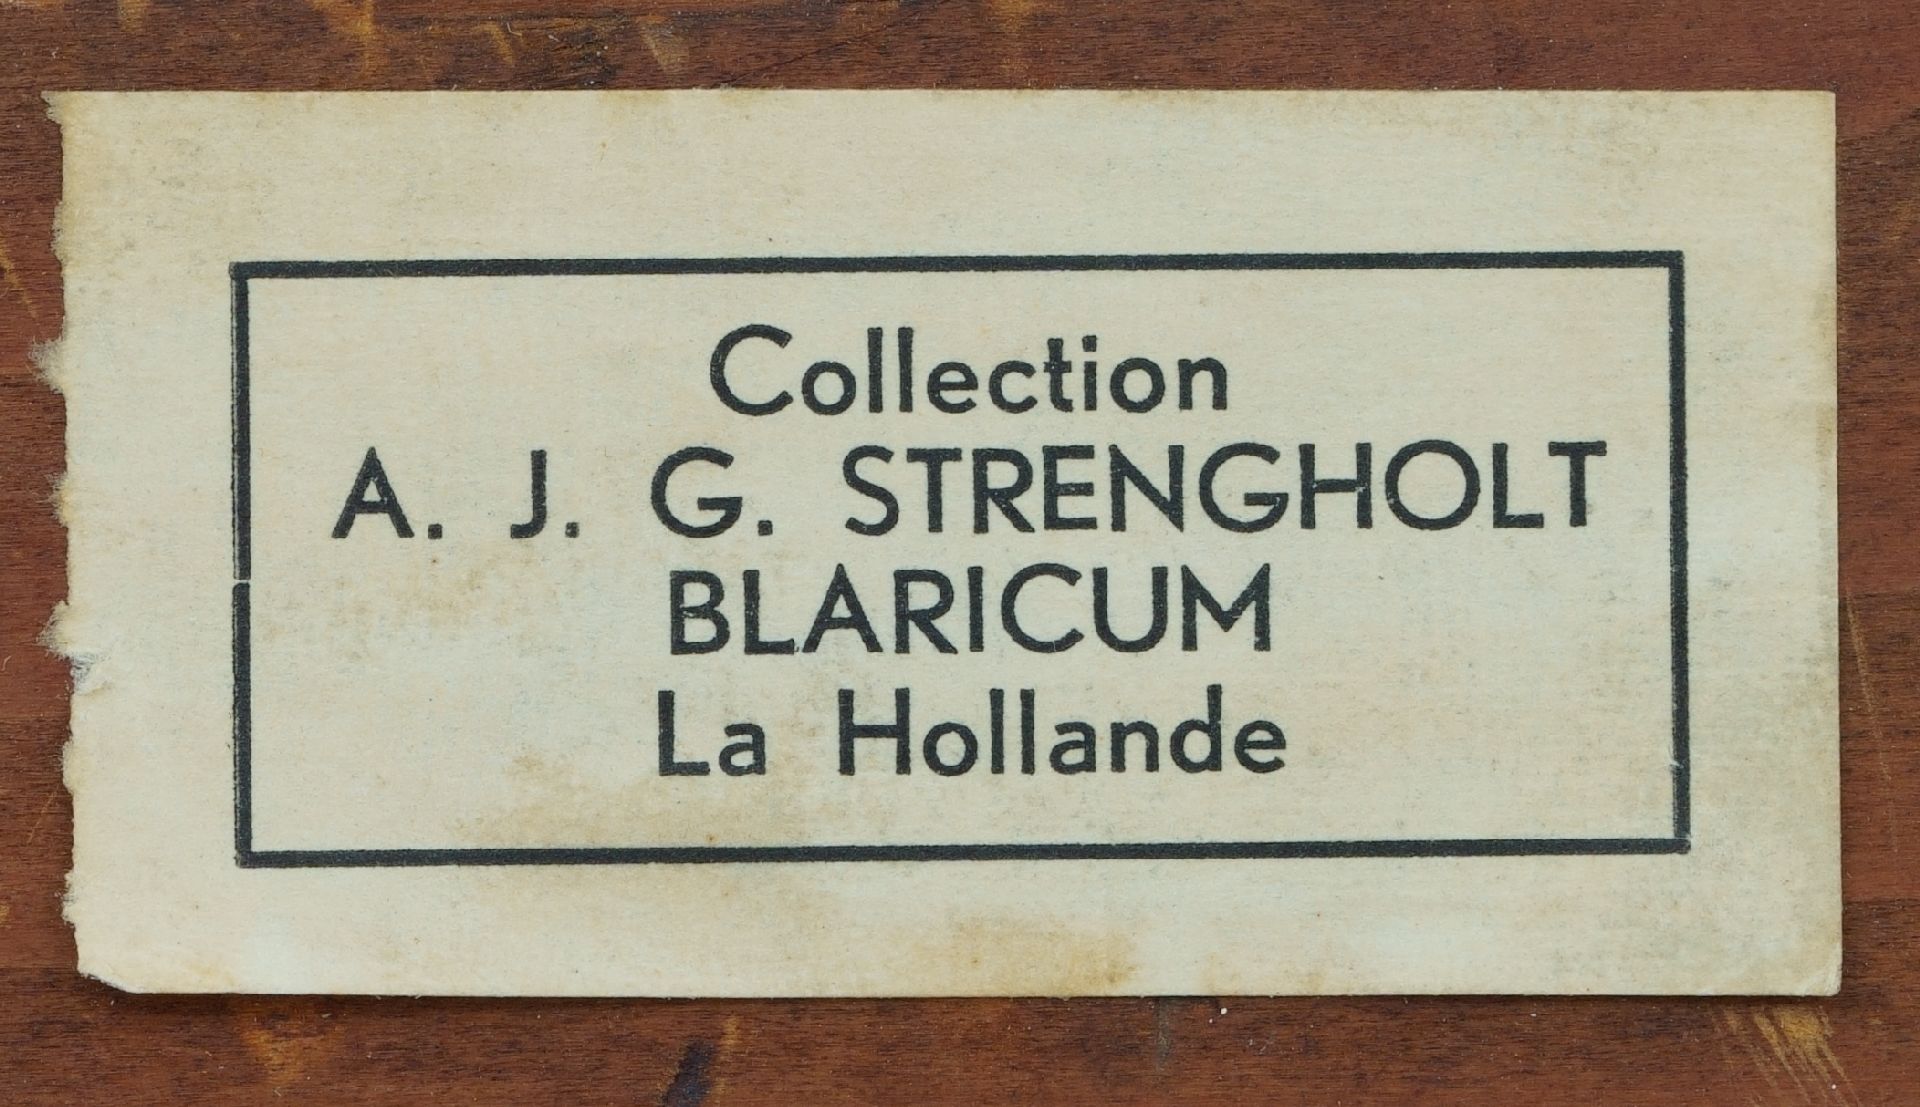 Collection
A. J. G. STRENGHOLT
BLARICUM
La Hollande